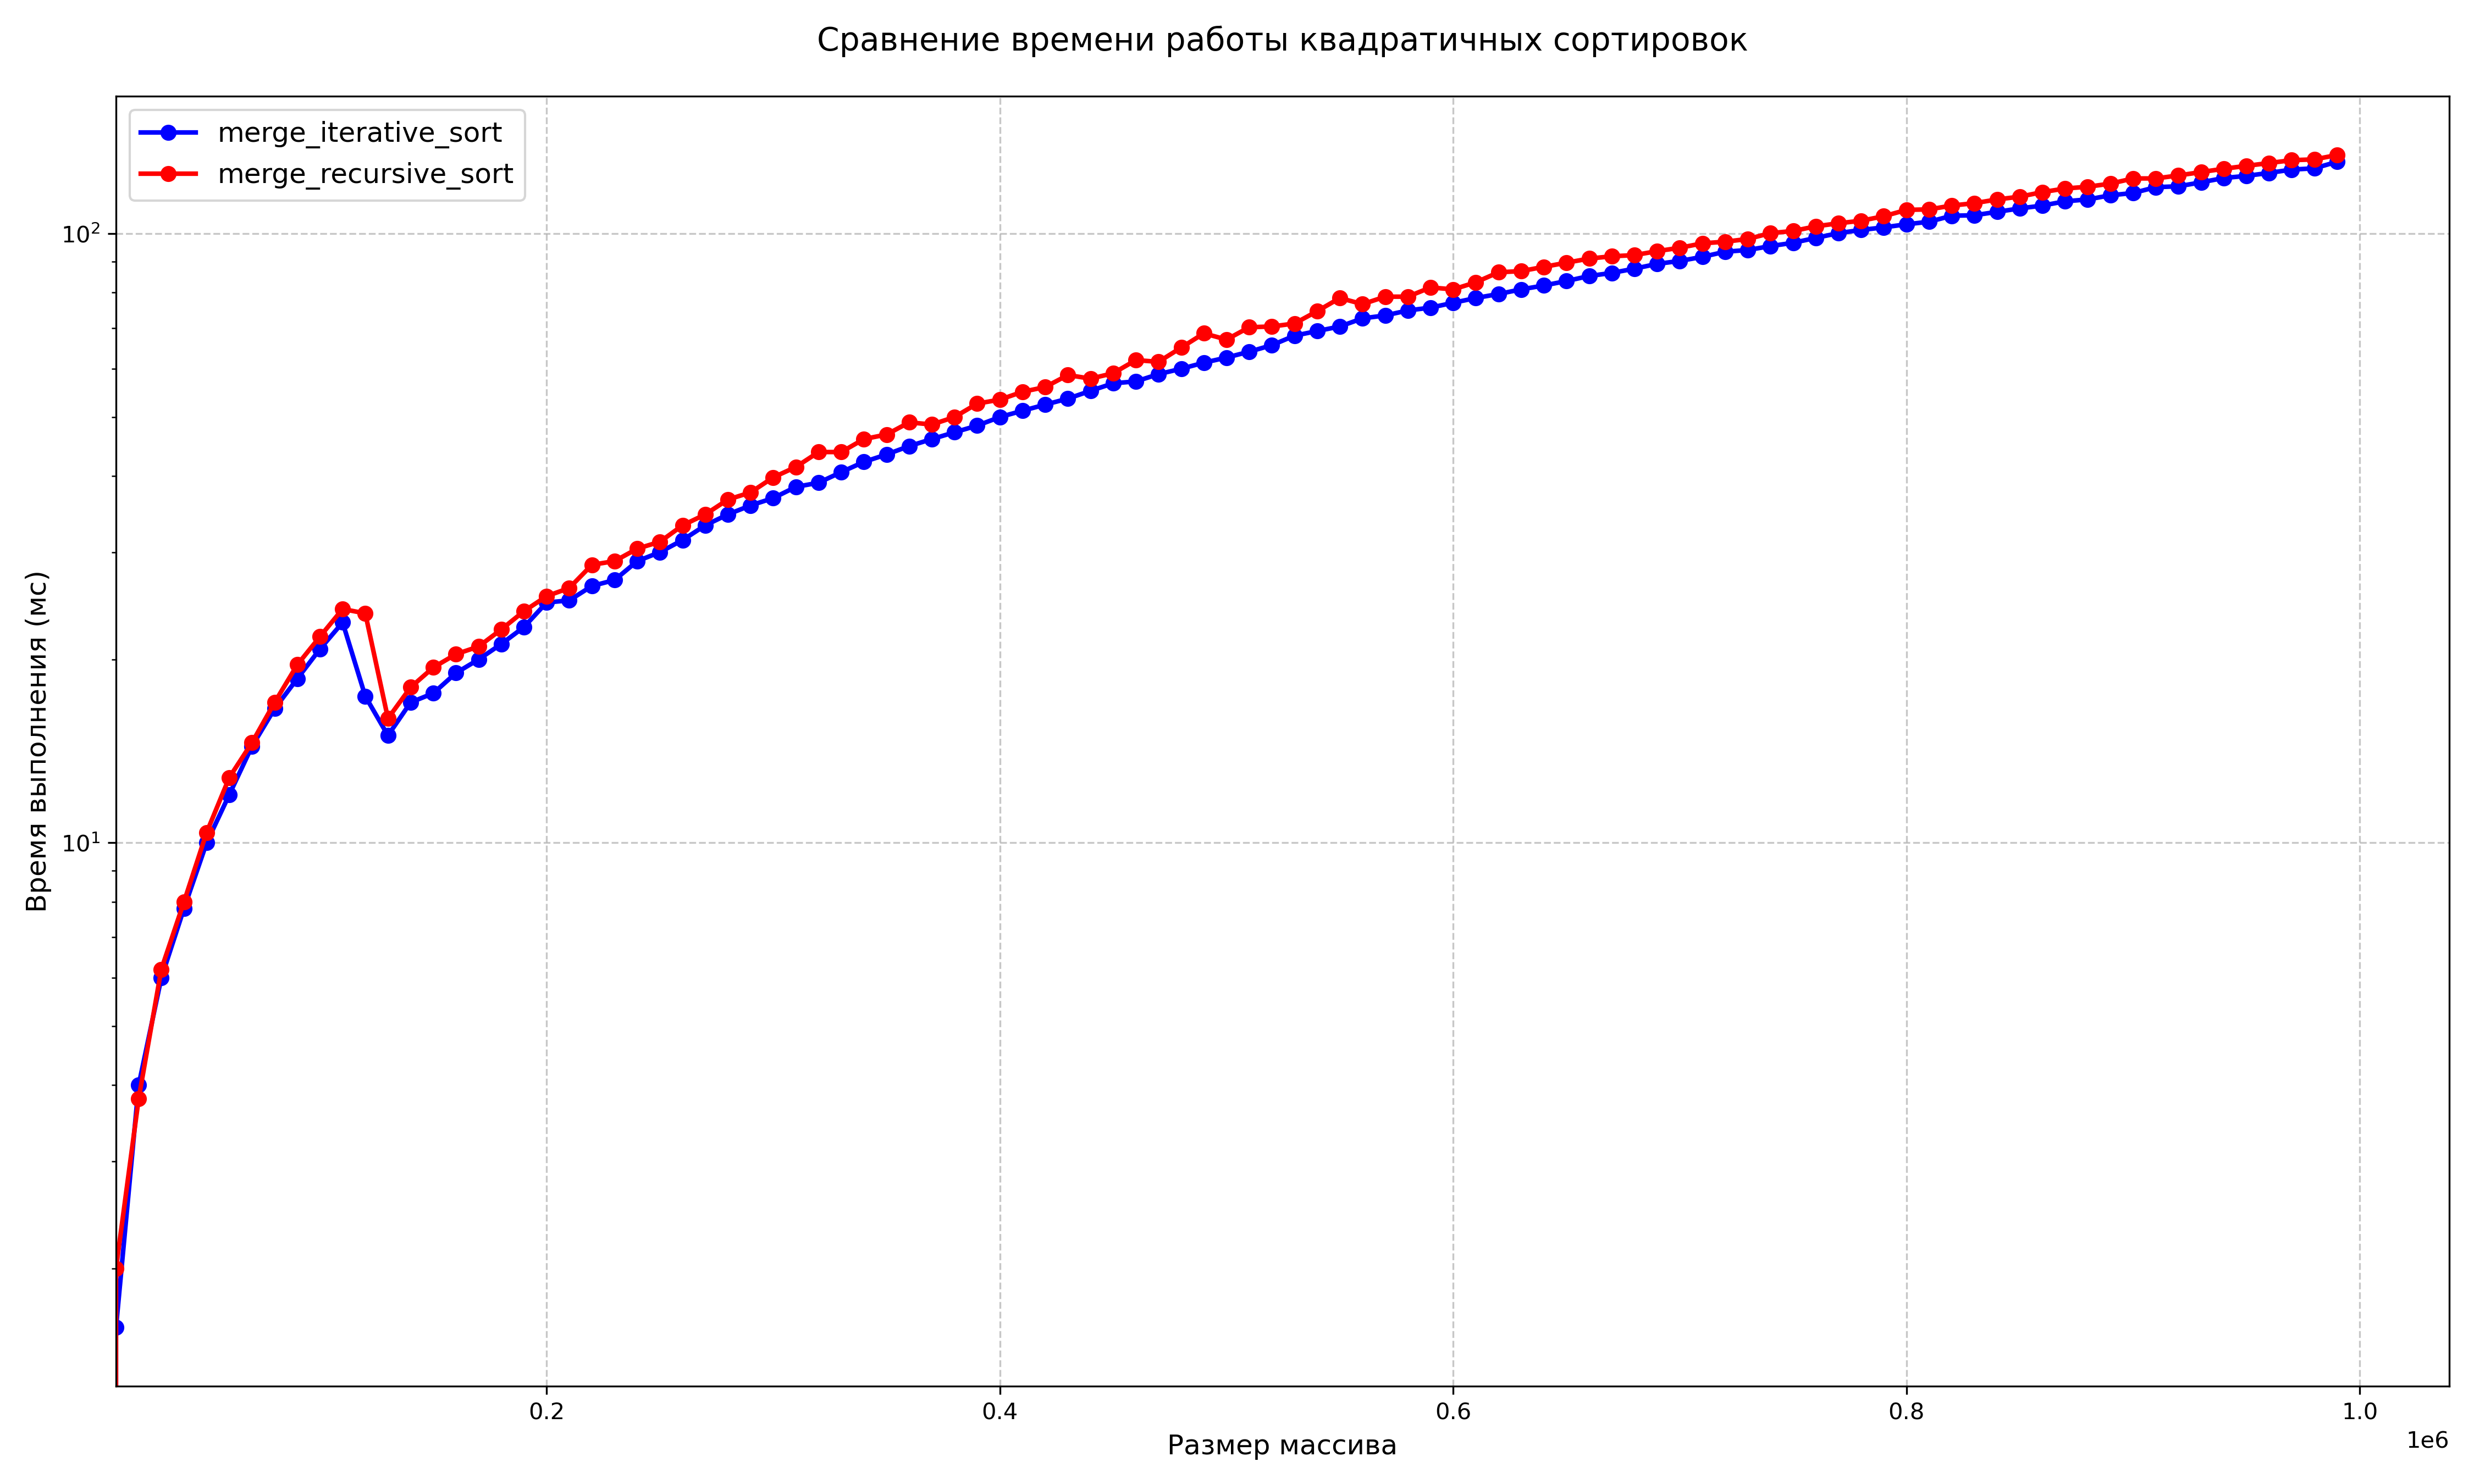 Сравнение времени работы квадратичных сортировок
merge_iterative_sort
merge_recursive_sort
10²
10¹
Время выполнения (мс)
0.2 0.4 0.6 0.8 1.0
1e6
Размер массива